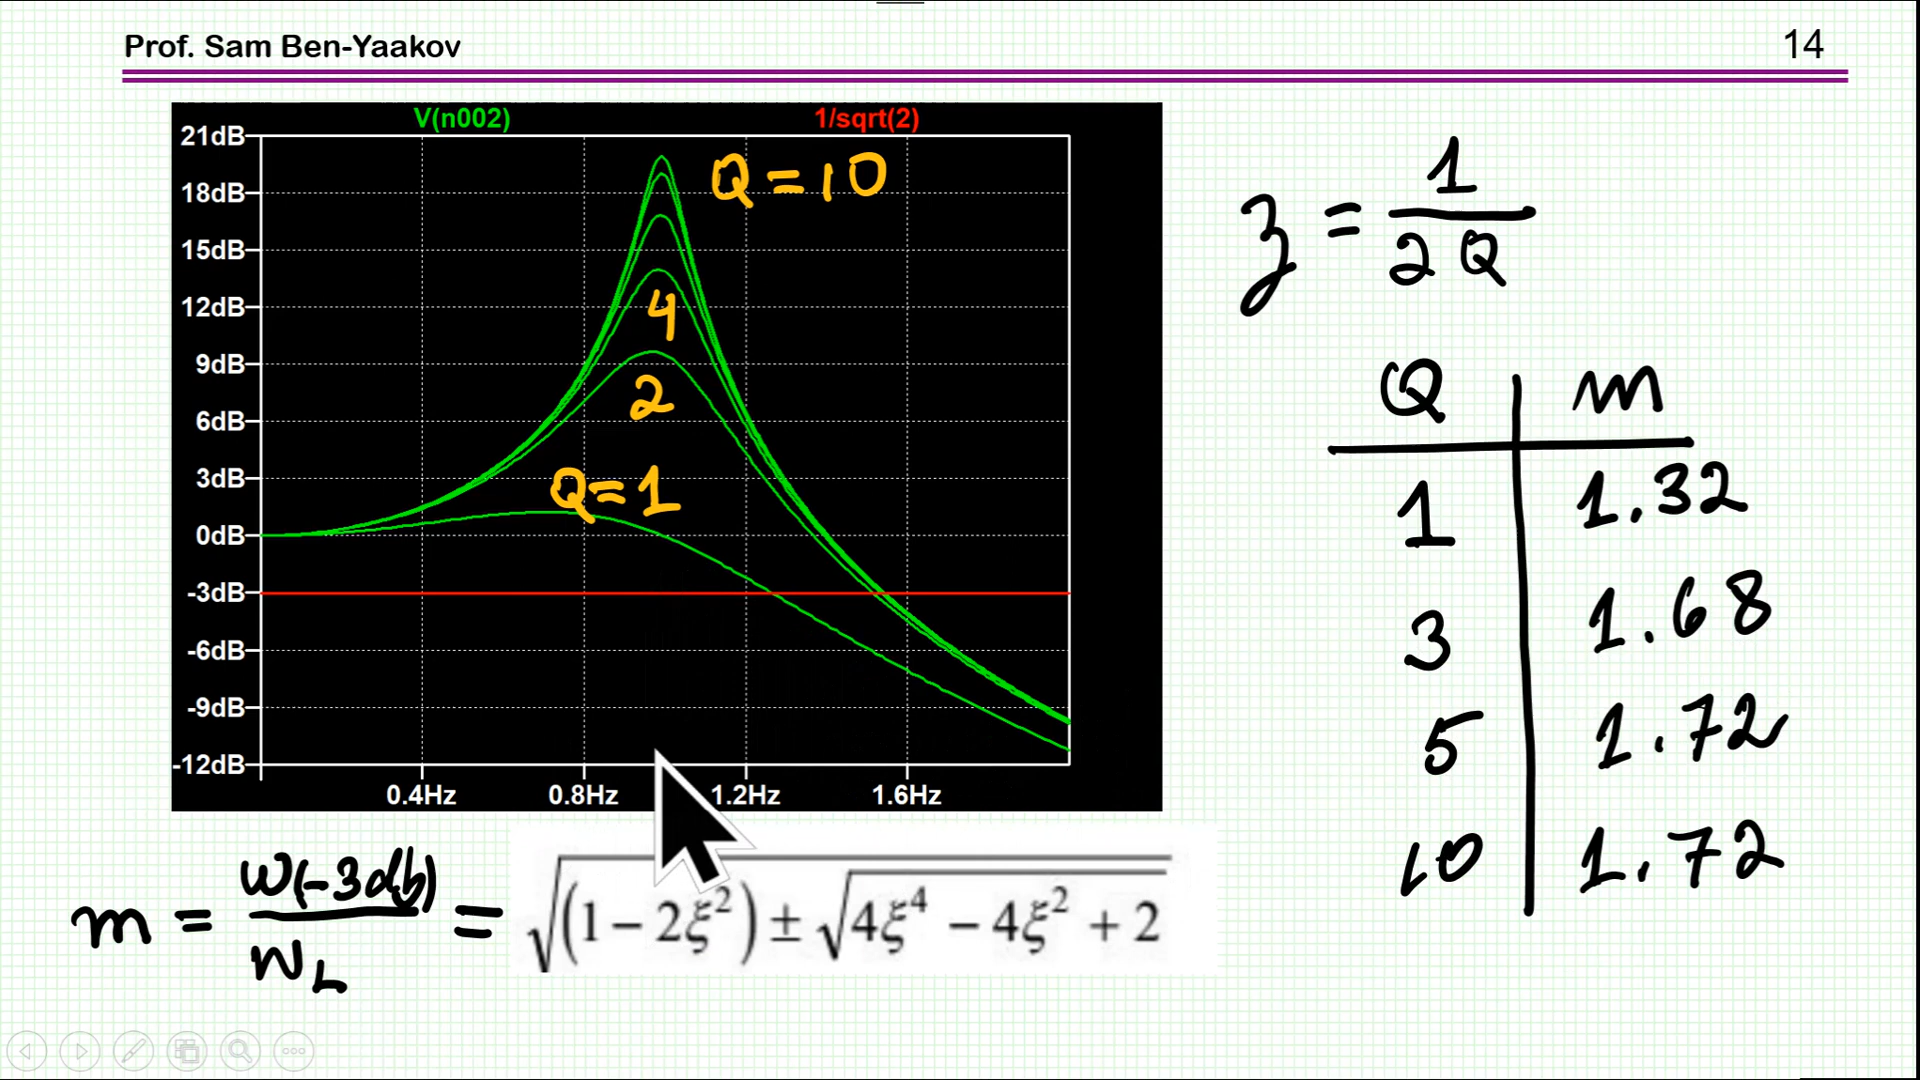 Prof. Sam Ben-Yaakov
14
V(n002) 1/sqrt(2)
21dB
18dB
15dB
12dB
9dB
6dB
3dB
0dB
-3dB
-6dB
-9dB
-12dB
0.4Hz 0.8Hz 1.2Hz 1.6Hz
Q = 10
4
2
Q = 1
ʒ = 1 / 2Q
Q | m
1 | 1.32
3 | 1.68
5 | 1.72
10 | 1.72
m = ω(-3db) / ω_L = √((1 − 2ξ²) ± √(4ξ⁴ − 4ξ² + 2))